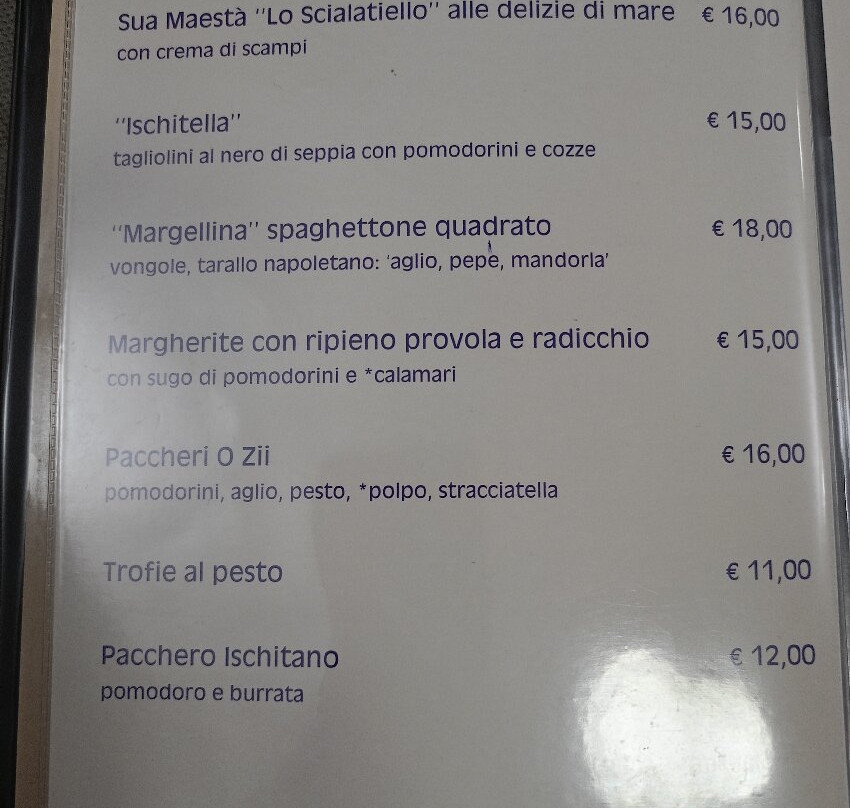 Sua Maestà "Lo Scialatiello" alle delizie di mare € 16,00
con crema di scampi
"Ischitella" € 15,00
tagliolini al nero di seppia con pomodorini e cozze
"Margellina" spaghettone quadrato € 18,00
vongole, tarallo napoletano: 'aglio, pepe, mandorla'
Margherite con ripieno provola e radicchio € 15,00
con sugo di pomodorini e *calamari
Paccheri O Zii € 16,00
pomodorini, aglio, pesto, *polpo, stracciatella
Trofie al pesto € 11,00
Pacchero Ischitano € 12,00
pomodoro e burrata